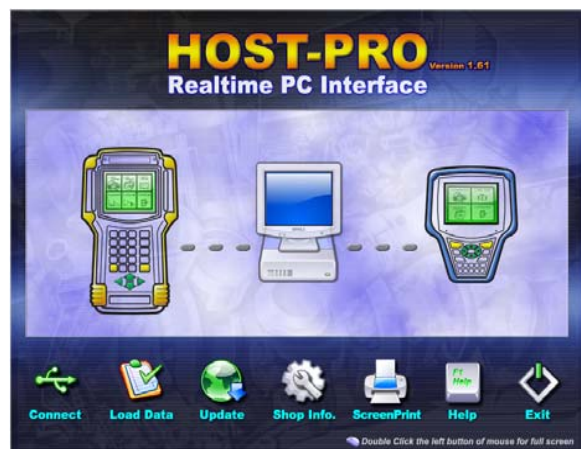 HOST-PRO Version 1.61
Realtime PC Interface
Connect Load Data Update Shop Info. ScreenPrint F1 Help Help Exit
Double Click the left button of mouse for full screen